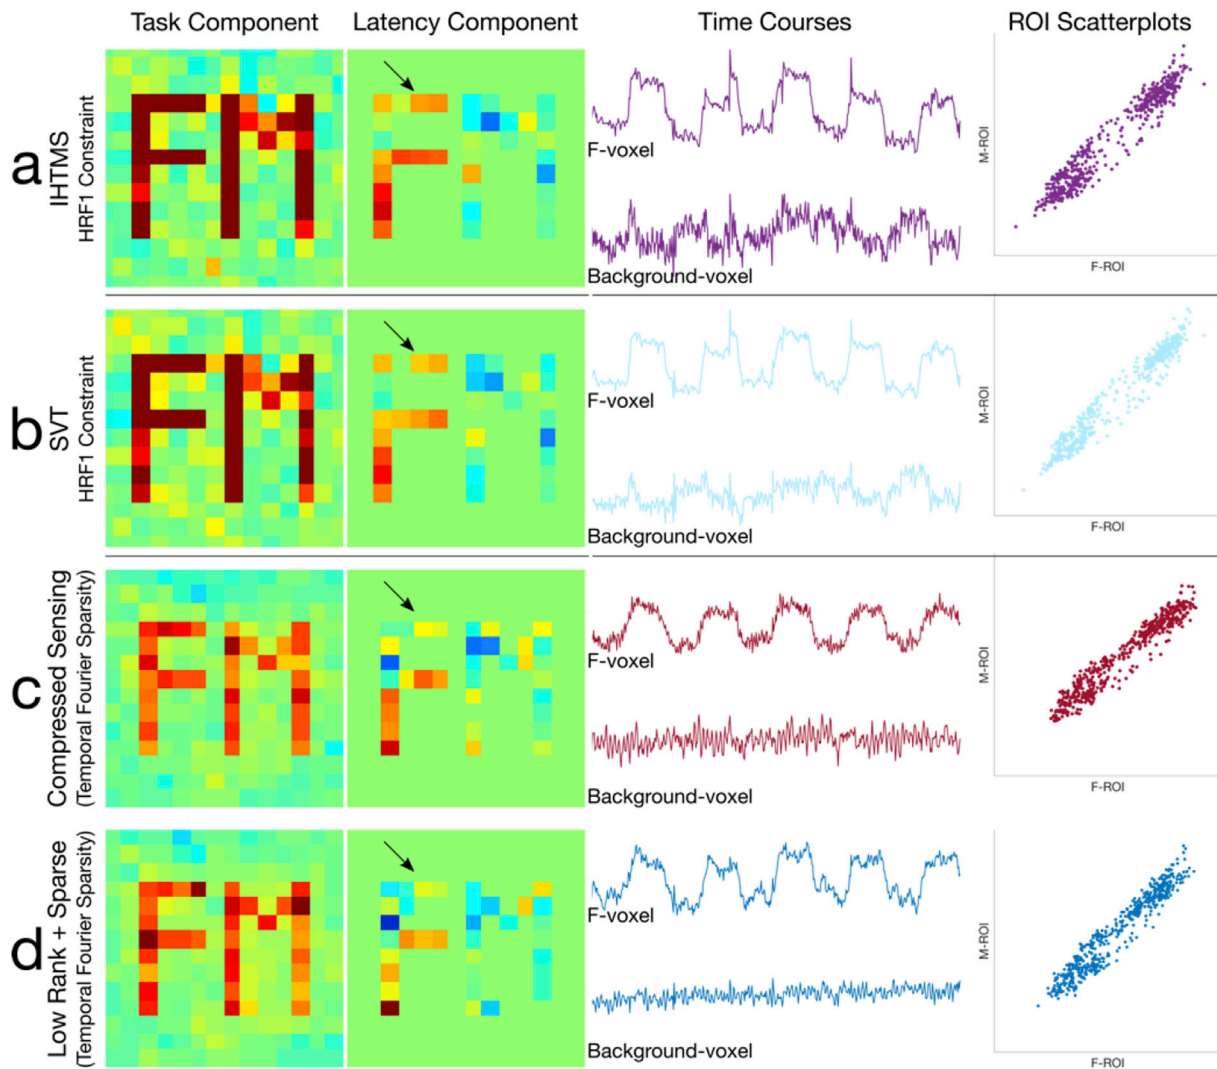 Task Component
Latency Component
Time Courses
ROI Scatterplots
a
IHTMS
HRF1 Constraint
F-voxel
Background-voxel
M-ROI
F-ROI
b
SVT
HRF1 Constraint
F-voxel
Background-voxel
M-ROI
F-ROI
c
Compressed Sensing
(Temporal Fourier Sparsity)
F-voxel
Background-voxel
M-ROI
F-ROI
d
Low Rank + Sparse
(Temporal Fourier Sparsity)
F-voxel
Background-voxel
M-ROI
F-ROI